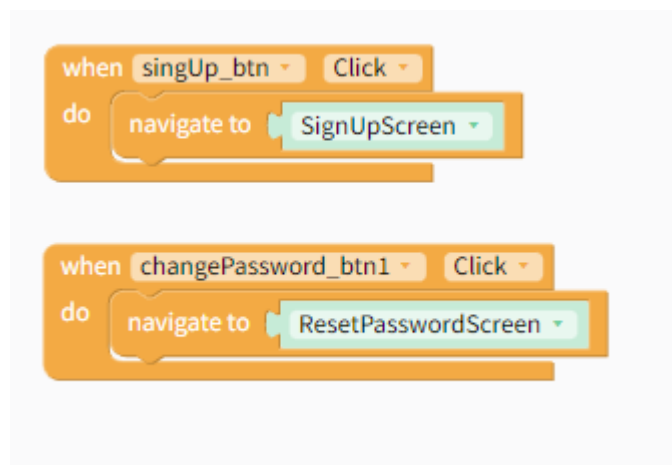 when singUp_btn Click
do navigate to SignUpScreen
when changePassword_btn1 Click
do navigate to ResetPasswordScreen